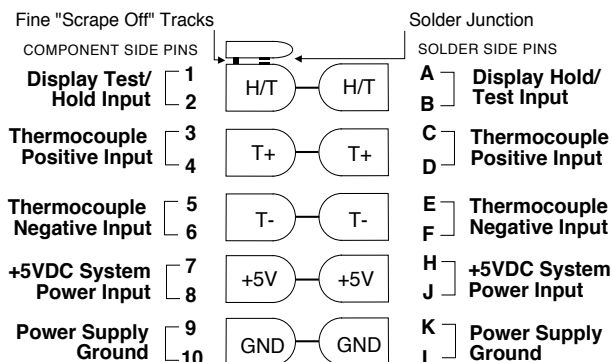 Fine "Scrape Off" Tracks Solder Junction
COMPONENT SIDE PINS SOLDER SIDE PINS
Display Test/ 1 H/T H/T A Display Hold/
Hold Input 2 B Test Input
Thermocouple 3 T+ T+ C Thermocouple
Positive Input 4 D Positive Input
Thermocouple 5 T- T- E Thermocouple
Negative Input 6 F Negative Input
+5VDC System 7 +5V +5V H +5VDC System
Power Input 8 J Power Input
Power Supply 9 GND GND K Power Supply
Ground 10 L Ground